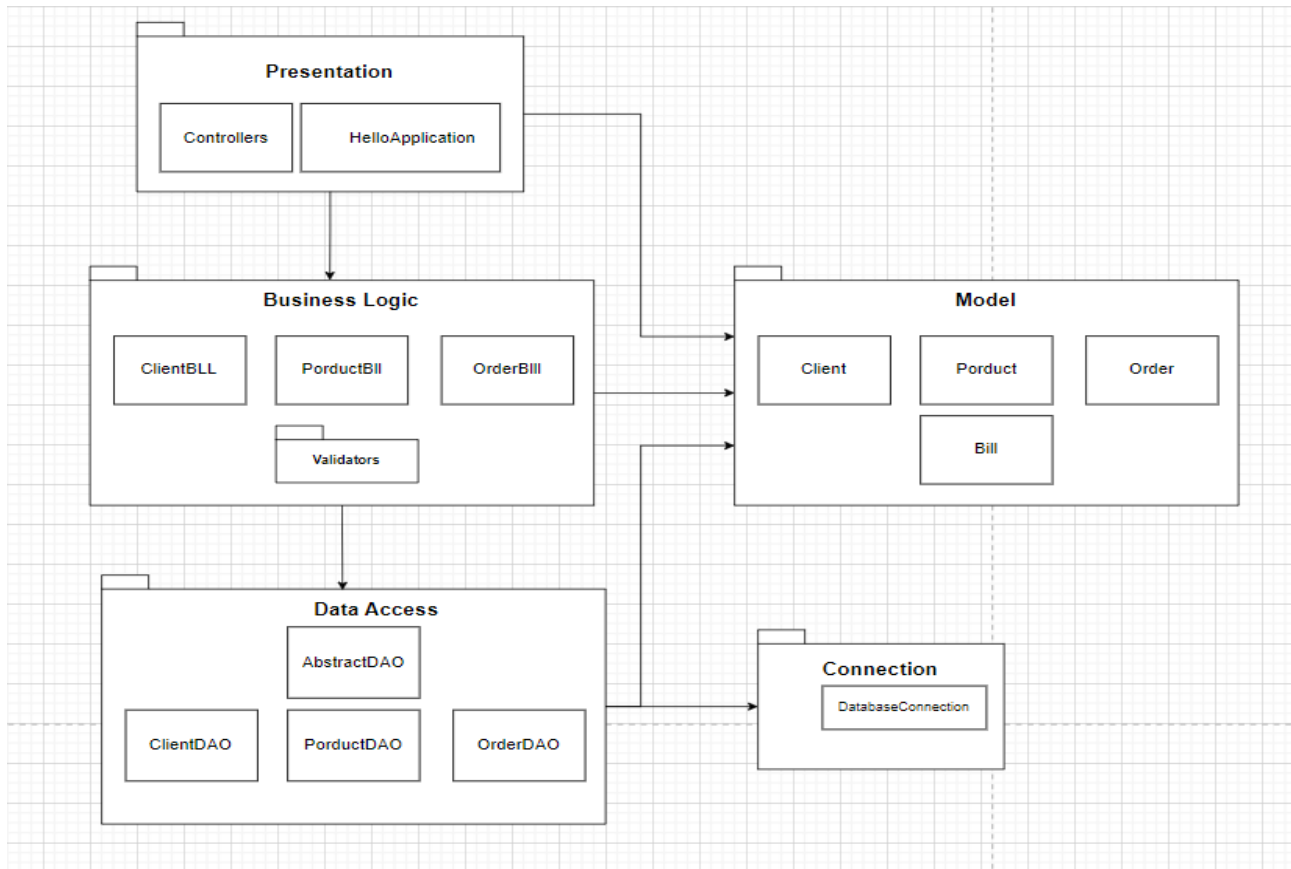 Presentation
Controllers
HelloApplication
Business Logic
ClientBLL
PorductBll
OrderBlll
Validators
Model
Client
Porduct
Order
Bill
Data Access
AbstractDAO
ClientDAO
PorductDAO
OrderDAO
Connection
DatabaseConnection